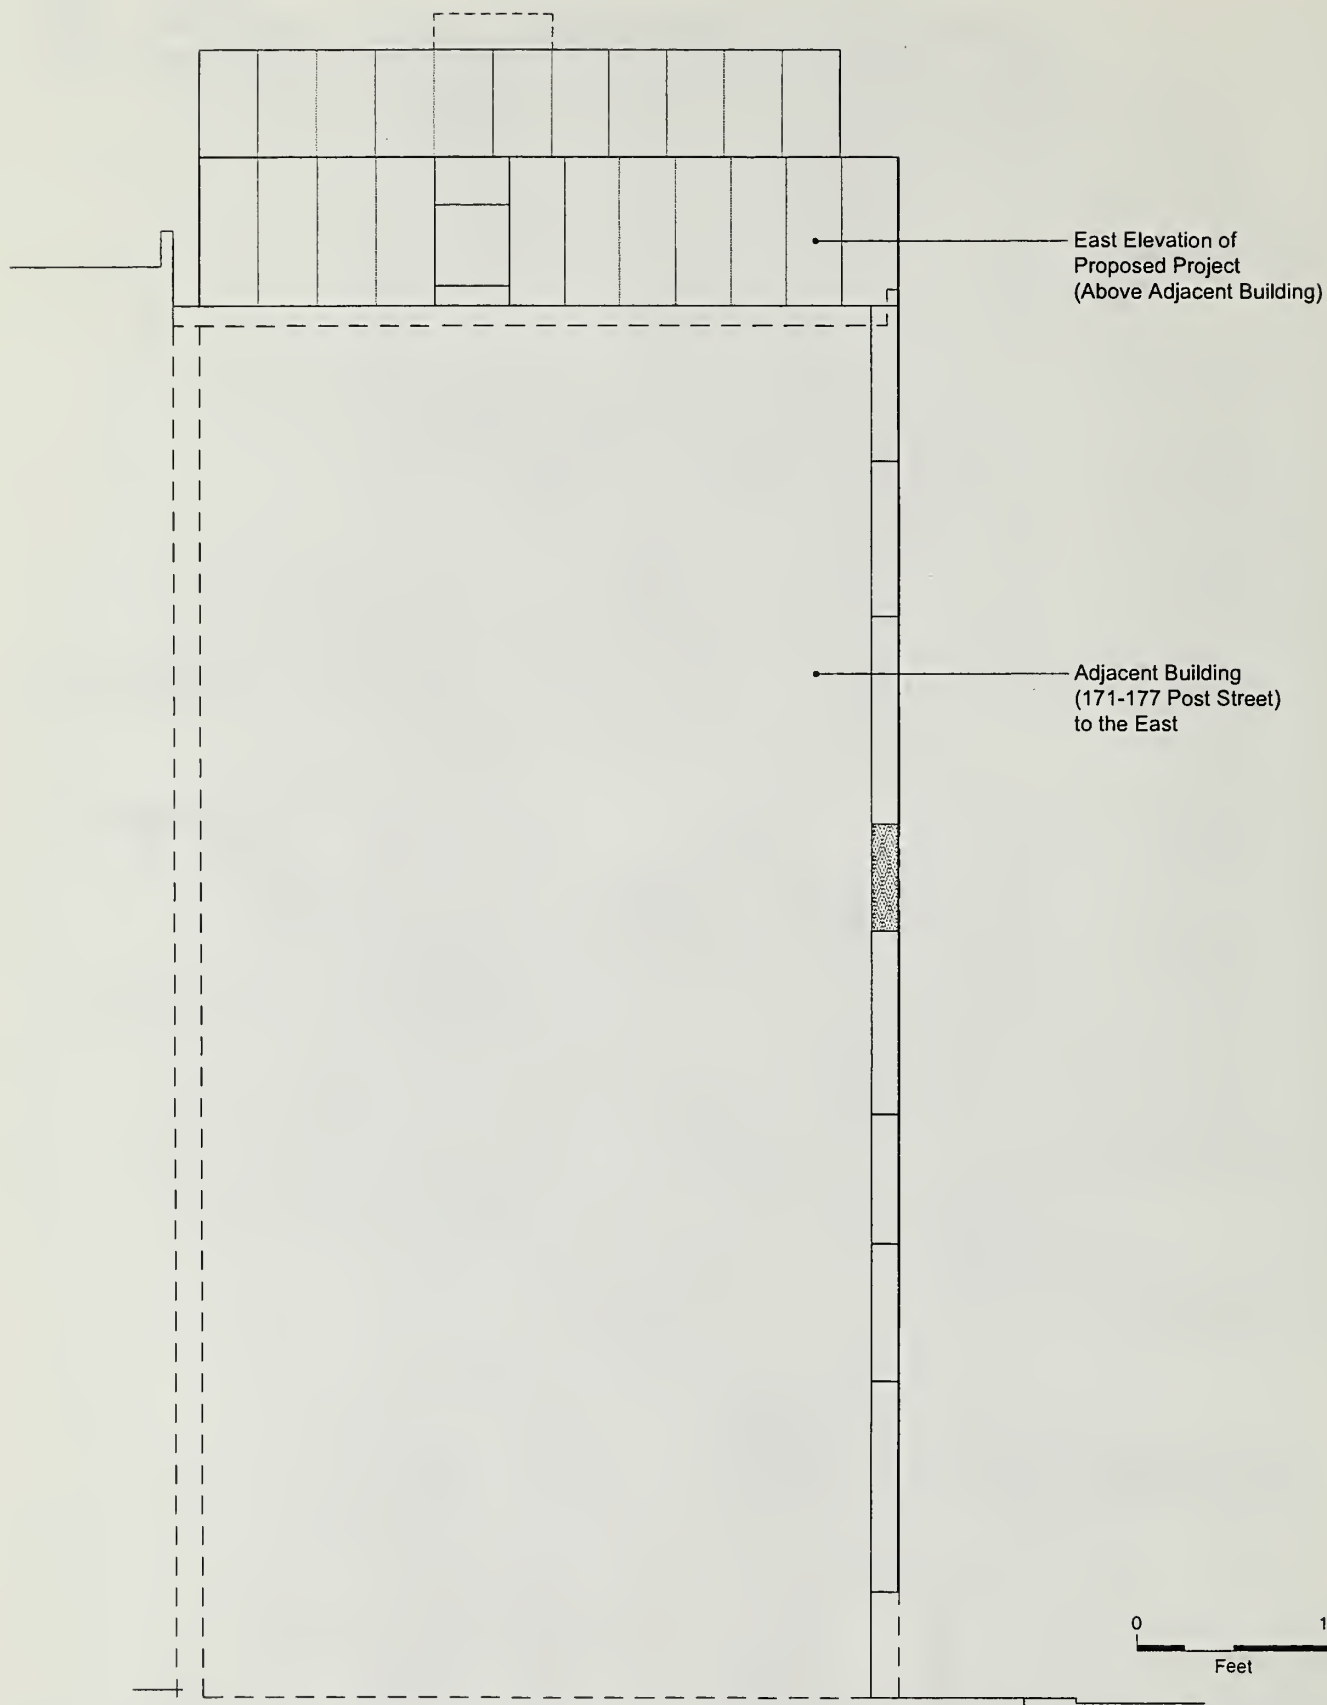 East Elevation of
Proposed Project
(Above Adjacent Building)
Adjacent Building
(171-177 Post Street)
to the East
0
Feet